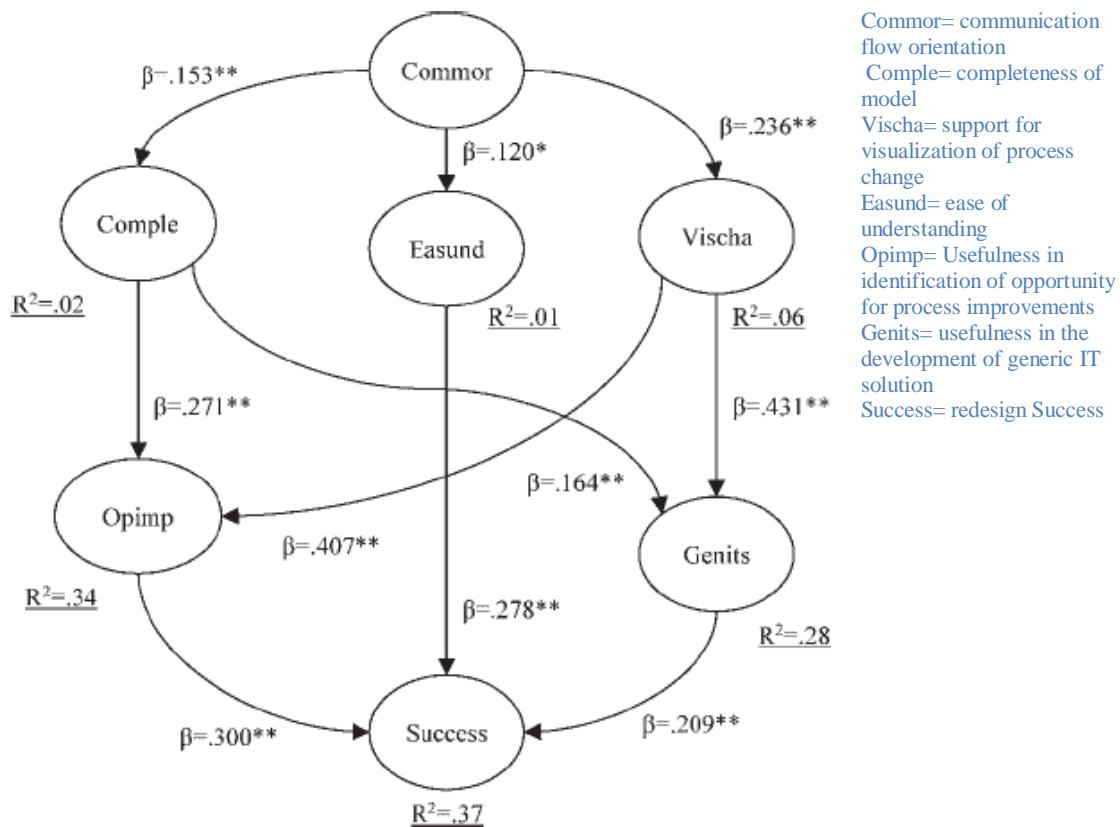 Commor
β=.153**
β=.120*
β=.236**
Comple
Easund
Vischa
R²=.02
R²=.01
R²=.06
β=.271**
β=.431**
β=.164**
β=.407**
Opimp
Genits
R²=.34
β=.278**
R²=.28
β=.300**
β=.209**
Success
R²=.37
Commor= communication
flow orientation
Comple= completeness of
model
Vischa= support for
visualization of process
change
Easund= ease of
understanding
Opimp= Usefulness in
identification of opportunity
for process improvements
Genits= usefulness in the
development of generic IT
solution
Success= redesign Success